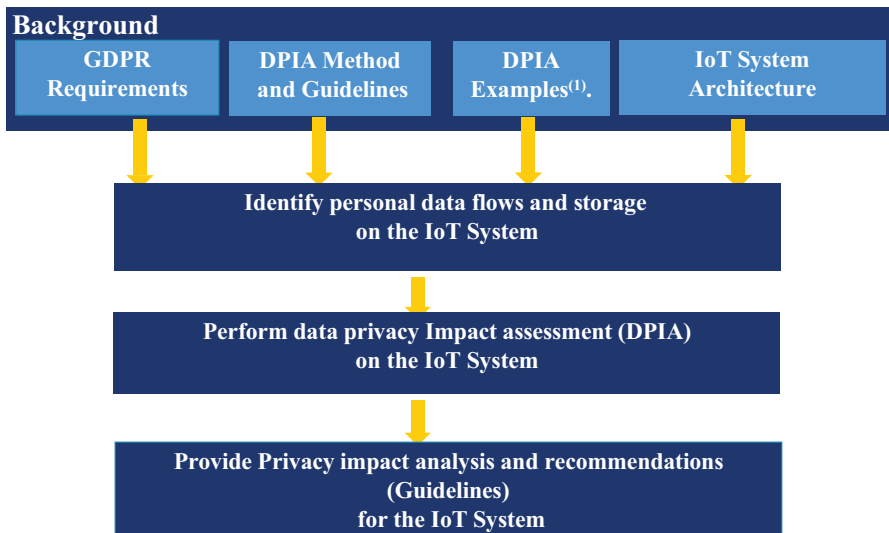 Background
GDPR
Requirements
DPIA Method
and Guidelines
DPIA
Examples(1).
IoT System
Architecture
Identify personal data flows and storage
on the IoT System
Perform data privacy Impact assessment (DPIA)
on the IoT System
Provide Privacy impact analysis and recommendations
(Guidelines)
for the IoT System